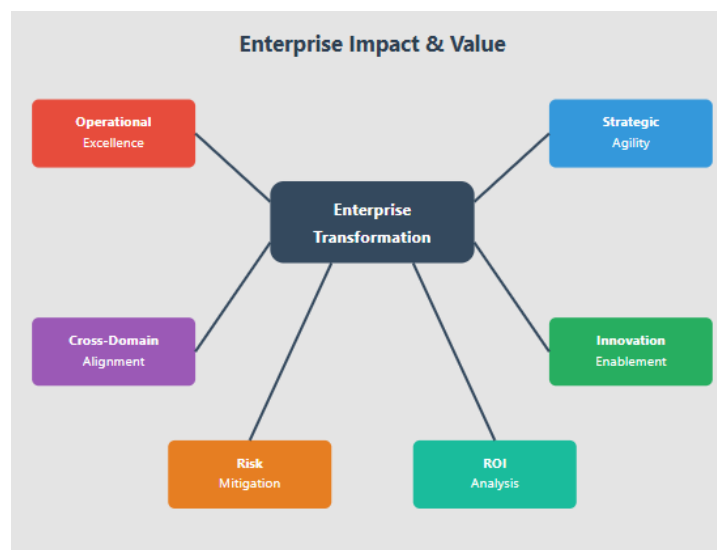 Enterprise Impact & Value
Operational
Excellence
Strategic
Agility
Enterprise
Transformation
Cross-Domain
Alignment
Innovation
Enablement
Risk
Mitigation
ROI
Analysis